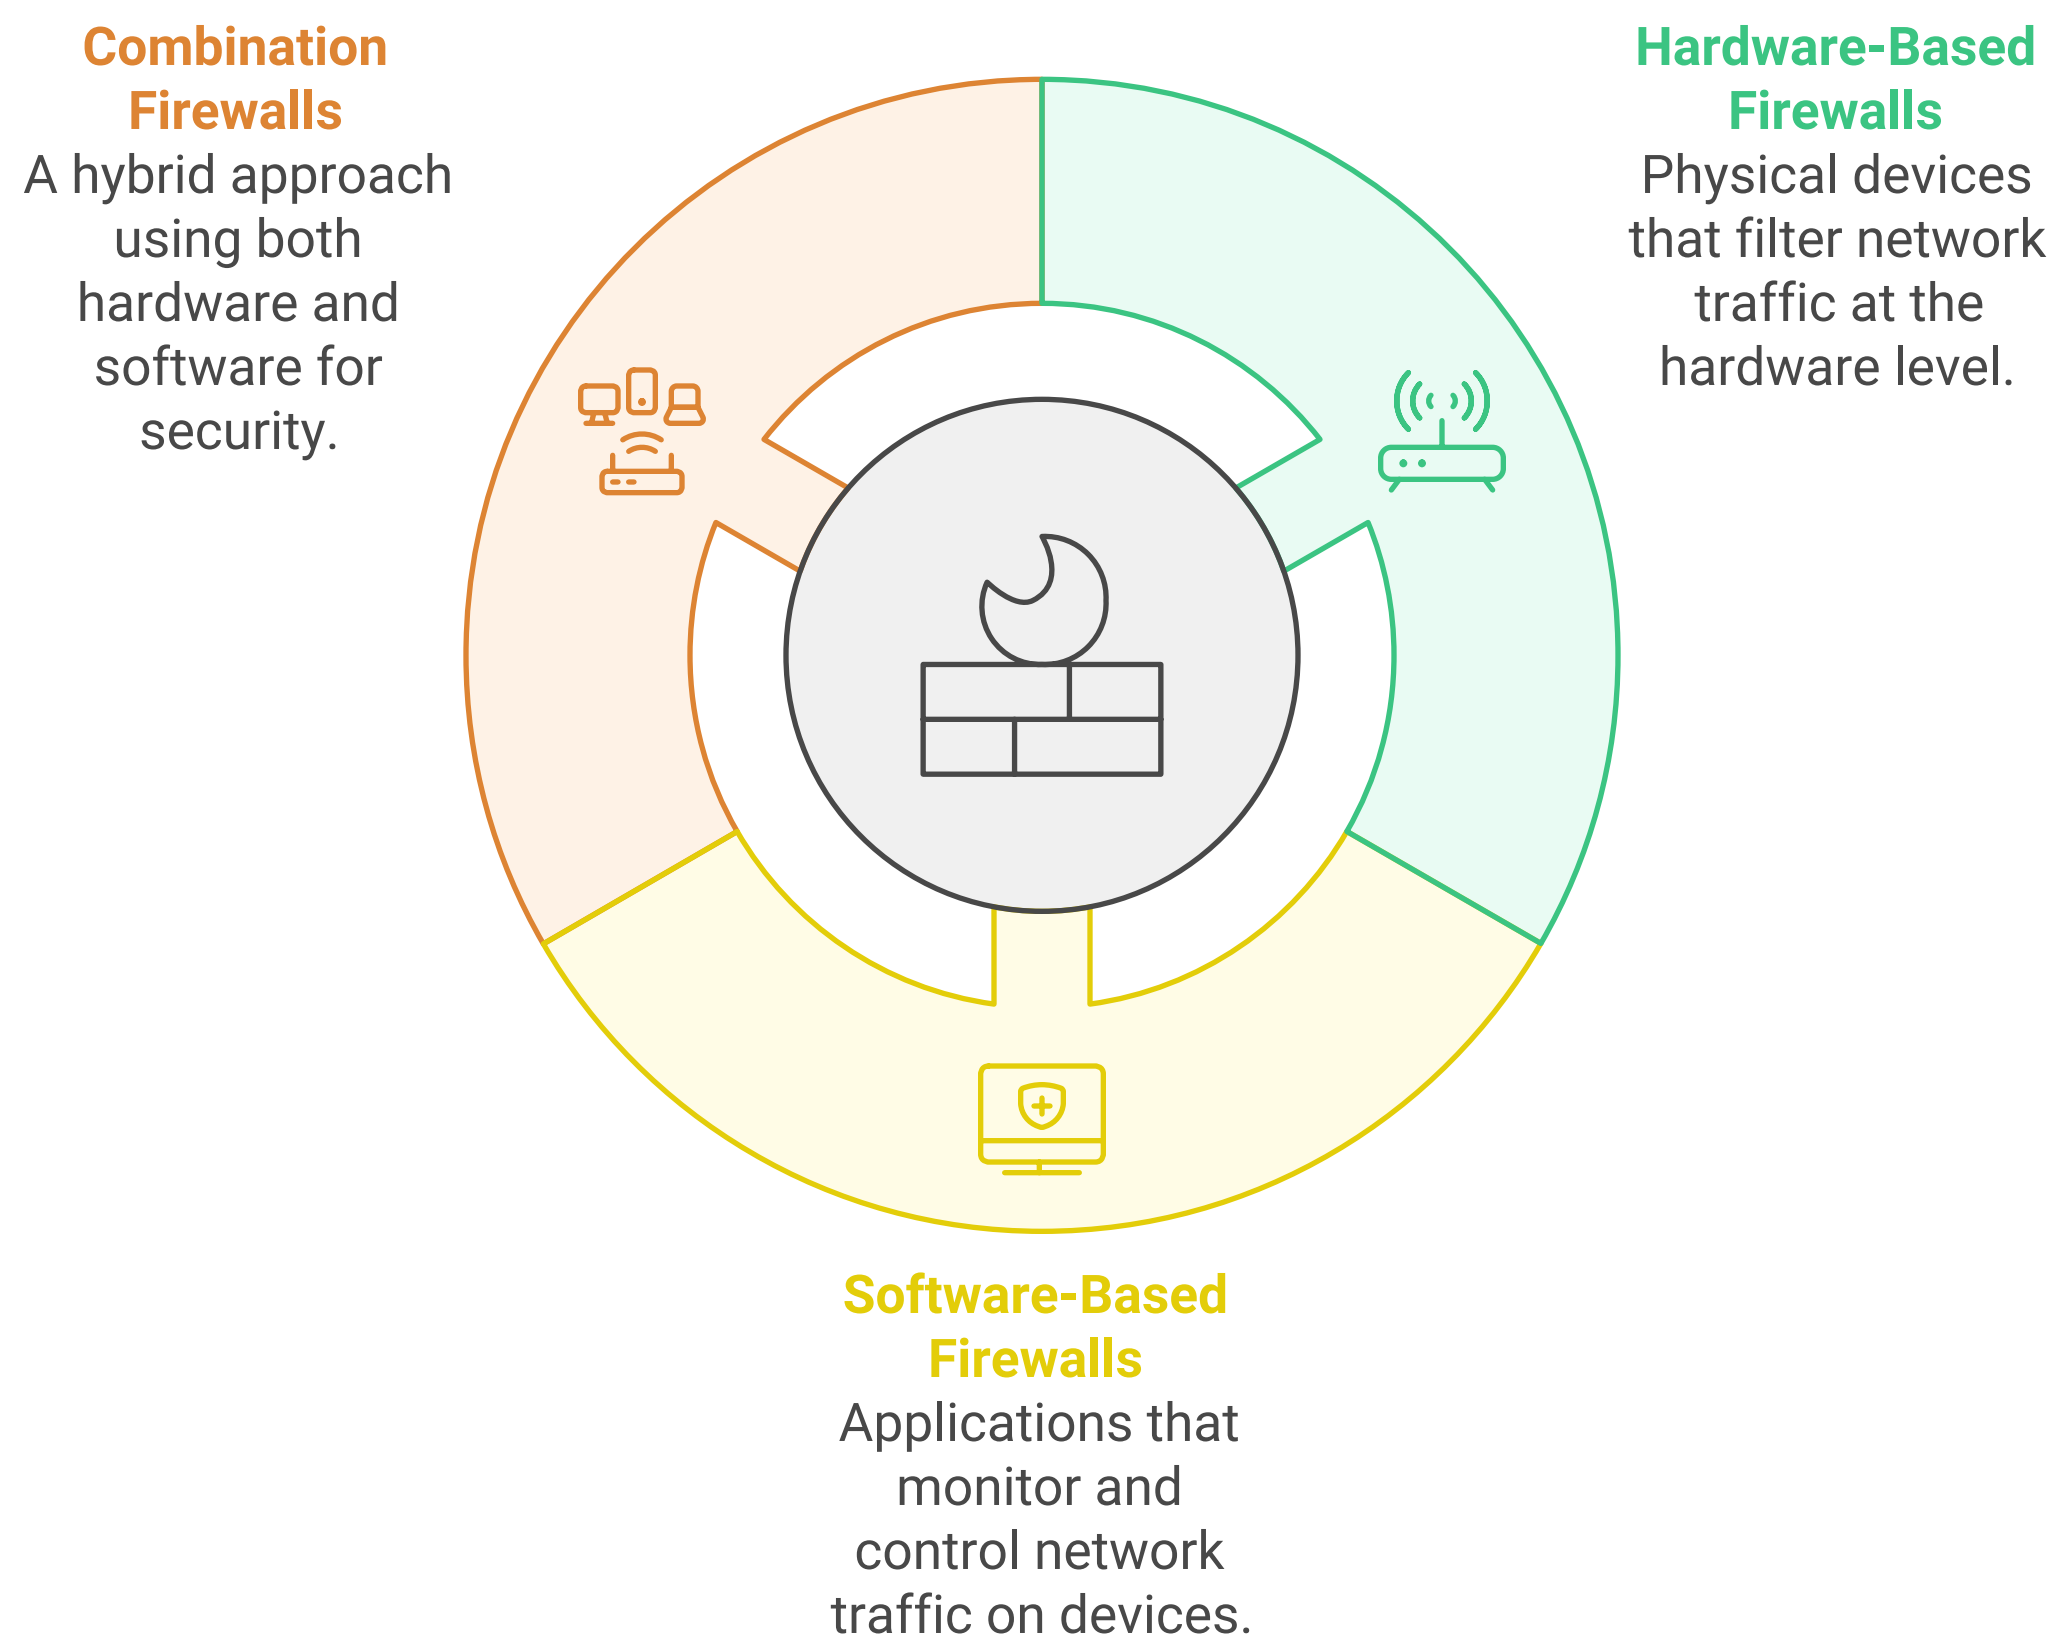 Combination
Firewalls
A hybrid approach
using both
hardware and
software for
security.
Hardware-Based
Firewalls
Physical devices
that filter network
traffic at the
hardware level.
Software-Based
Firewalls
Applications that
monitor and
control network
traffic on devices.